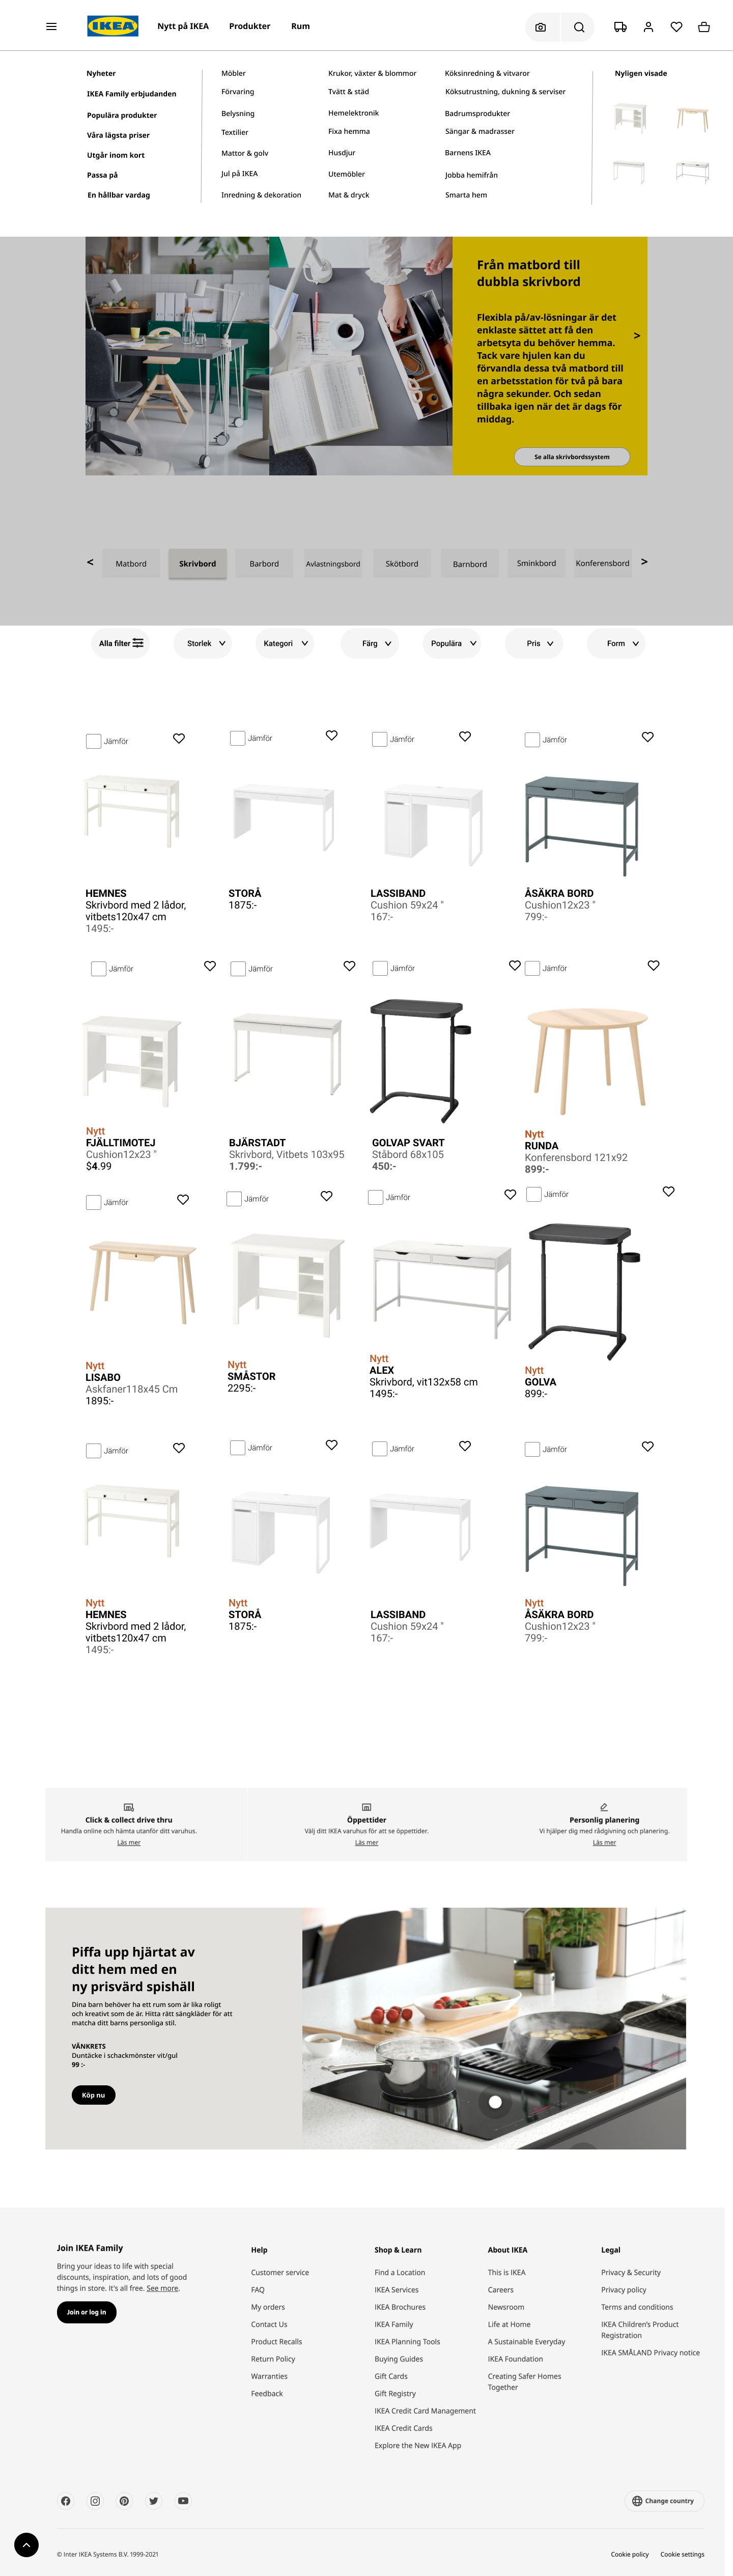 IKEA
Nytt på IKEA
Produkter
Rum
Nyheter
IKEA Family erbjudanden
Populära produkter
Våra lägsta priser
Utgår inom kort
Passa på
En hållbar vardag
Möbler
Förvaring
Belysning
Textilier
Mattor & golv
Jul på IKEA
Inredning & dekoration
Krukor, växter & blommor
Tvätt & städ
Hemelektronik
Fixa hemma
Husdjur
Utemöbler
Mat & dryck
Köksinredning & vitvaror
Köksutrustning, dukning & serviser
Badrumsprodukter
Sängar & madrasser
Barnens IKEA
Jobba hemifrån
Smarta hem
Nyligen visade
Från matbord till
dubbla skrivbord
Flexibla på/av-lösningar är det
enklaste sättet att få den
arbetsyta du behöver hemma.
Tack vare hjulen kan du
förvandla dessa två matbord till
en arbetsstation för två på bara
några sekunder. Och sedan
tillbaka igen när det är dags för
middag.
>
Se alla skrivbordssystem
<
Matbord
Skrivbord
Barbord
Avlastningsbord
Skötbord
Barnbord
Sminkbord
Konferensbord
>
Alla filter
Storlek
Kategori
Färg
Populära
Pris
Form
Jämför
Jämför
Jämför
Jämför
HEMNES
Skrivbord med 2 lådor,
vitbets120x47 cm
1495:-
STORÅ
1875:-
LASSIBAND
Cushion 59x24 "
167:-
ÅSÄKRA BORD
Cushion12x23 "
799:-
Jämför
Jämför
Jämför
Jämför
Nytt
FJÄLLTIMOTEJ
Cushion12x23 "
$4.99
BJÄRSTADT
Skrivbord, Vitbets 103x95
1.799:-
GOLVAP SVART
Ståbord 68x105
450:-
Nytt
RUNDA
Konferensbord 121x92
899:-
Jämför
Jämför
Jämför
Jämför
Nytt
LISABO
Askfaner118x45 Cm
1895:-
Nytt
SMÅSTOR
2295:-
Nytt
ALEX
Skrivbord, vit132x58 cm
1495:-
Nytt
GOLVA
899:-
Jämför
Jämför
Jämför
Jämför
Nytt
HEMNES
Skrivbord med 2 lådor,
vitbets120x47 cm
1495:-
Nytt
STORÅ
1875:-
LASSIBAND
Cushion 59x24 "
167:-
Nytt
ÅSÄKRA BORD
Cushion12x23 "
799:-
Click & collect drive thru
Handla online och hämta utanför ditt varuhus.
Läs mer
Öppettider
Välj ditt IKEA varuhus för att se öppettider.
Läs mer
Personlig planering
Vi hjälper dig med rådgivning och planering.
Läs mer
Piffa upp hjärtat av
ditt hem med en
ny prisvärd spishäll
Dina barn behöver ha ett rum som är lika roligt
och kreativt som de är. Hitta rätt sängkläder för att
matcha ditt barns personliga stil.
VÄNKRETS
Duntäcke i schackmönster vit/gul
99 :-
Köp nu
Join IKEA Family
Bring your ideas to life with special
discounts, inspiration, and lots of good
things in store. It's all free. See more.
Join or log in
Help
Customer service
FAQ
My orders
Contact Us
Product Recalls
Return Policy
Warranties
Feedback
Shop & Learn
Find a Location
IKEA Services
IKEA Brochures
IKEA Family
IKEA Planning Tools
Buying Guides
Gift Cards
Gift Registry
IKEA Credit Card Management
IKEA Credit Cards
Explore the New IKEA App
About IKEA
This is IKEA
Careers
Newsroom
Life at Home
A Sustainable Everyday
IKEA Foundation
Creating Safer Homes
Together
Legal
Privacy & Security
Privacy policy
Terms and conditions
IKEA Children's Product
Registration
IKEA SMÅLAND Privacy notice
Change country
© Inter IKEA Systems B.V. 1999-2021
Cookie policy
Cookie settings